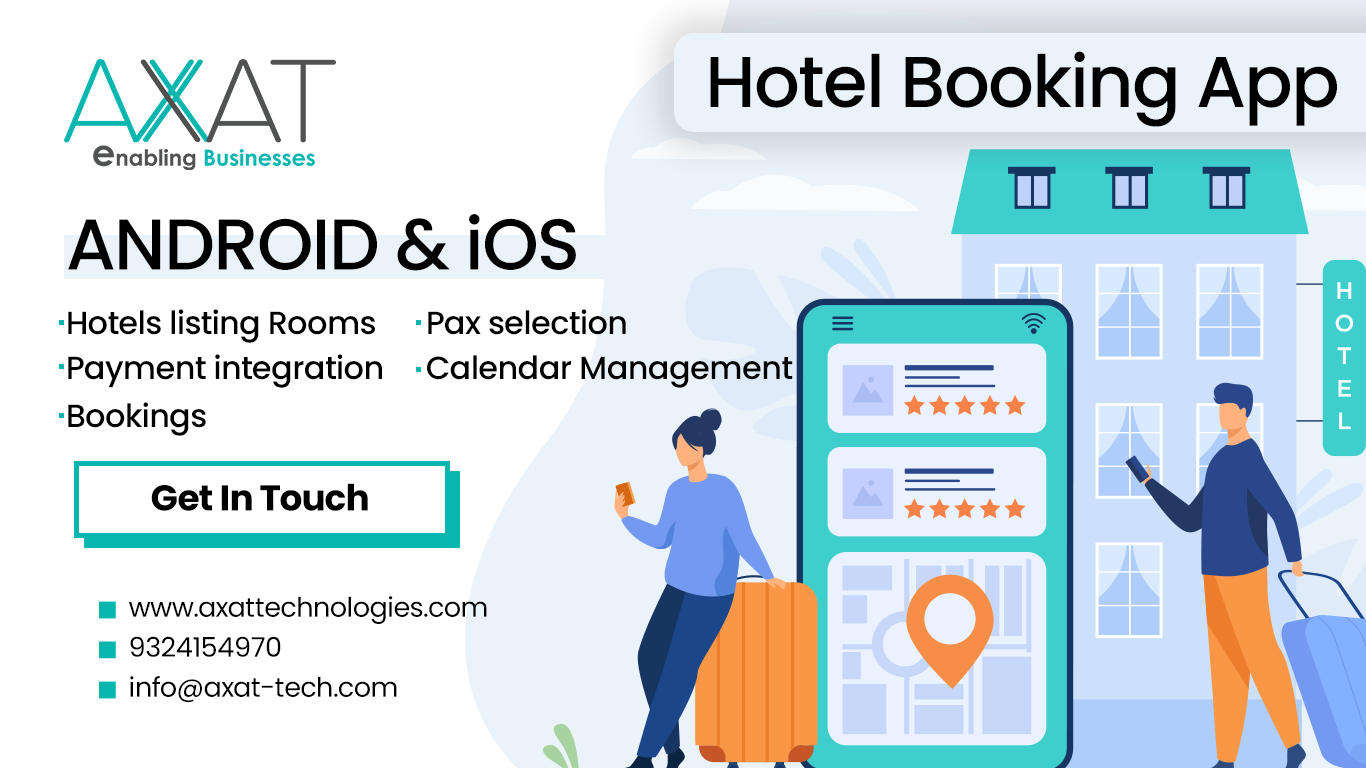 AXAT
enabling Businesses
Hotel Booking App
ANDROID & iOS
Hotels listing Rooms
Payment integration
Bookings
Pax selection
Calendar Management
Get In Touch
www.axattechnologies.com
9324154970
info@axat-tech.com
HOTEL